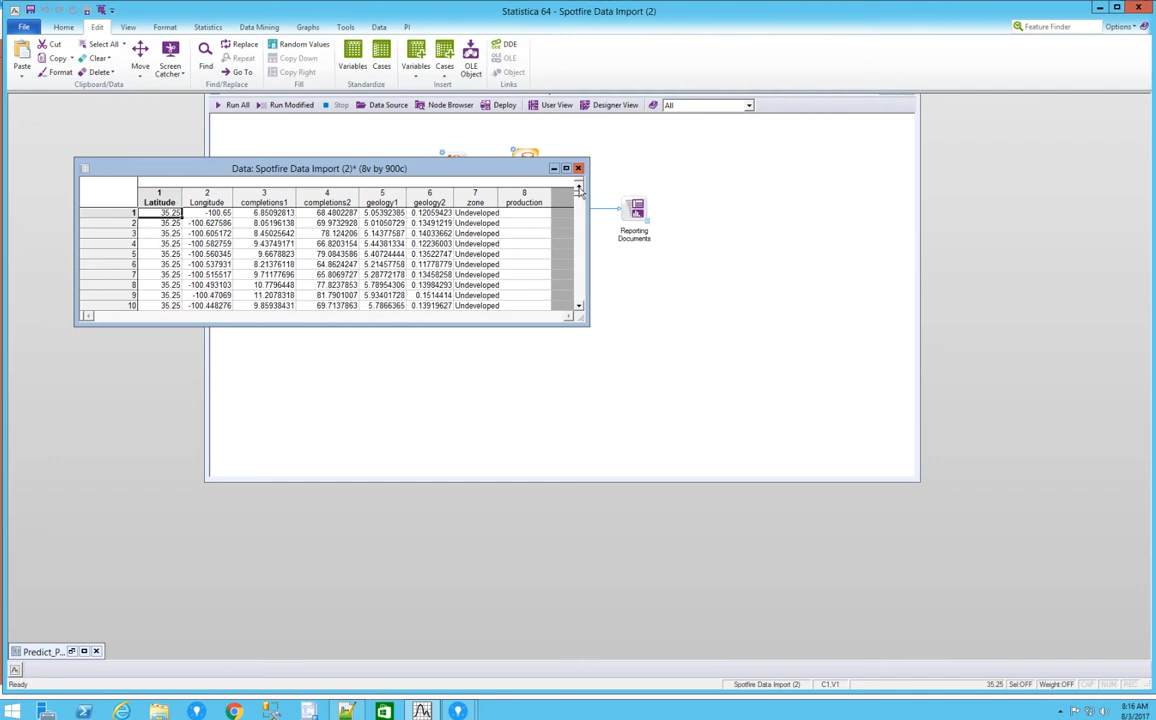 Statistica 64 - Spotfire Data Import (2)
File Home Edit View Format Statistics Data Mining Graphs Tools Data PI
Feature Finder Options
Cut Select All Replace Random Values DDE
Copy Clear Repeat Copy Down OLE
Paste Format Delete Move Screen Catcher Find Go To Copy Right Variables Cases Variables Cases OLE Object Object
Clipboard/Data Find/Replace Fill Standardize Insert Links
Run All Run Modified Stop Data Source Node Browser Deploy User View Designer View All
Data: Spotfire Data Import (2)* (8v by 900c)
1 2 3 4 5 6 7 8
Latitude Longitude completions1 completions2 geology1 geology2 zone production
1 35.25 -100.65 6.85092813 68.4802287 5.05392385 0.12059423 Undeveloped
2 35.25 -100.627586 8.05196138 69.9732928 5.01050729 0.13491219 Undeveloped
3 35.25 -100.605172 8.45025642 78.124206 5.14377587 0.14033662 Undeveloped
4 35.25 -100.582759 9.43749171 66.8203154 5.44381334 0.12236003 Undeveloped
5 35.25 -100.560345 9.6678823 79.0843586 5.40724444 0.13522747 Undeveloped
6 35.25 -100.537931 8.21376118 64.8624247 5.21457758 0.11778779 Undeveloped
7 35.25 -100.515517 9.71177696 65.8069727 5.28772178 0.13458258 Undeveloped
8 35.25 -100.493103 10.7796448 77.8237853 5.78954306 0.13984293 Undeveloped
9 35.25 -100.47069 11.2078318 81.7901007 5.93401728 0.1514414 Undeveloped
10 35.25 -100.448276 9.85938431 69.7137863 5.7866365 0.13919627 Undeveloped
Reporting
Documents
Predict_P...
Ready Spotfire Data Import (2) C1,V1 35.25 Sel:OFF Weight:OFF CAP NUM REC
8:16 AM
8/3/2017